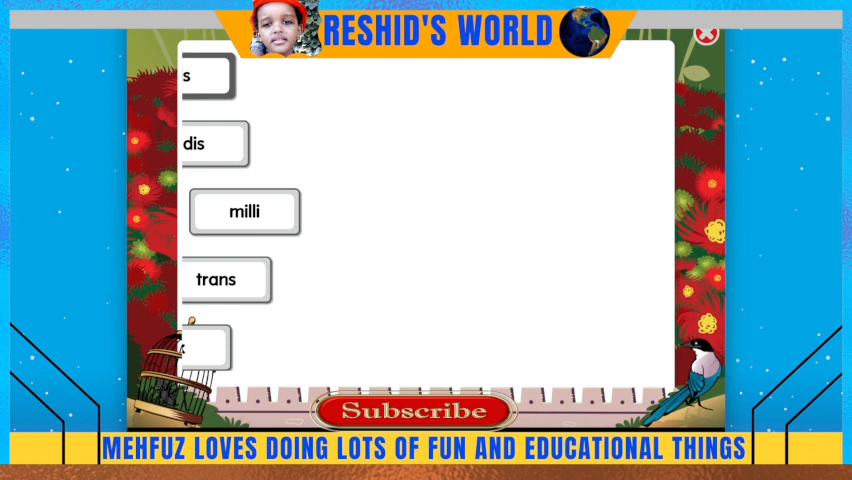 RESHID'S WORLD
s
dis
milli
trans
Subscribe
MEHFUZ LOVES DOING LOTS OF FUN AND EDUCATIONAL THINGS